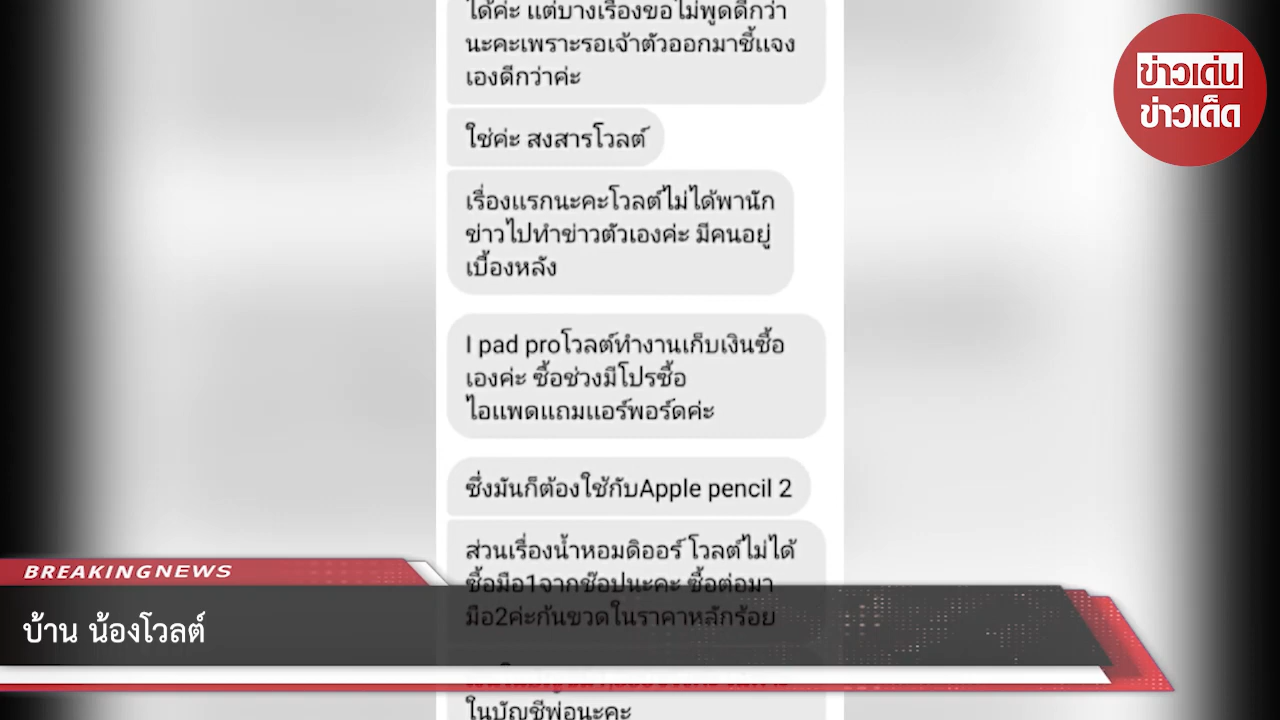 ได้ค่ะ แต่บางเรื่องขอไม่พูดดีกว่า
นะคะเพราะรอเจ้าตัวออกมาชี้แจง
เองดีกว่าค่ะ
ใช่ค่ะ สงสารโวลต์
เรื่องแรกนะคะโวลต์ไม่ได้พานัก
ข่าวไปทำข่าวตัวเองค่ะ มีคนอยู่
เบื้องหลัง
I pad proโวลต์ทำงานเก็บเงินซื้อ
เองค่ะ ซื้อช่วงมีโปรซื้อ
ไอแพดแถมแอร์พอร์ดค่ะ
ซึ่งมันก็ต้องใช้กับApple pencil 2
ส่วนเรื่องน้ำหอมดิออร์ โวลต์ไม่ได้
ซื้อมือ1จากช๊อปนะคะ ซื้อต่อมา
มือ2ค่ะก้นขวดในราคาหลักร้อย
ในบัญชีพ่อนะคะ
ข่าวเด่น
ข่าวเด็ด
BREAKINGNEWS
บ้าน น้องโวลต์